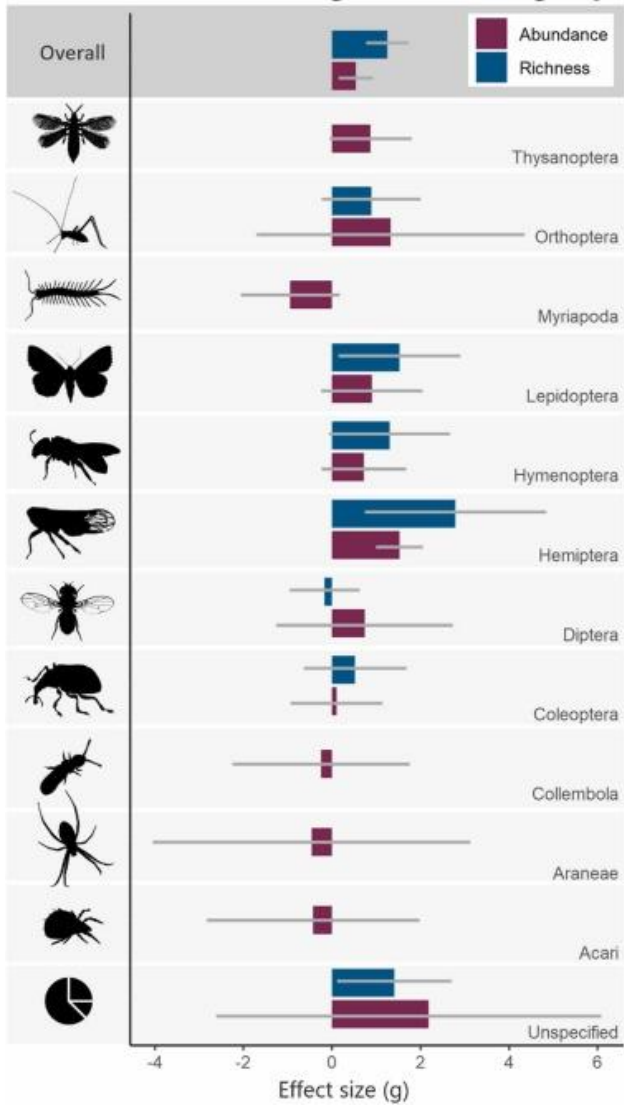 Overall
Abundance
Richness
Thysanoptera
Orthoptera
Myriapoda
Lepidoptera
Hymenoptera
Hemiptera
Diptera
Coleoptera
Collembola
Araneae
Acari
Unspecified
-4 -2 0 2 4 6
Effect size (g)